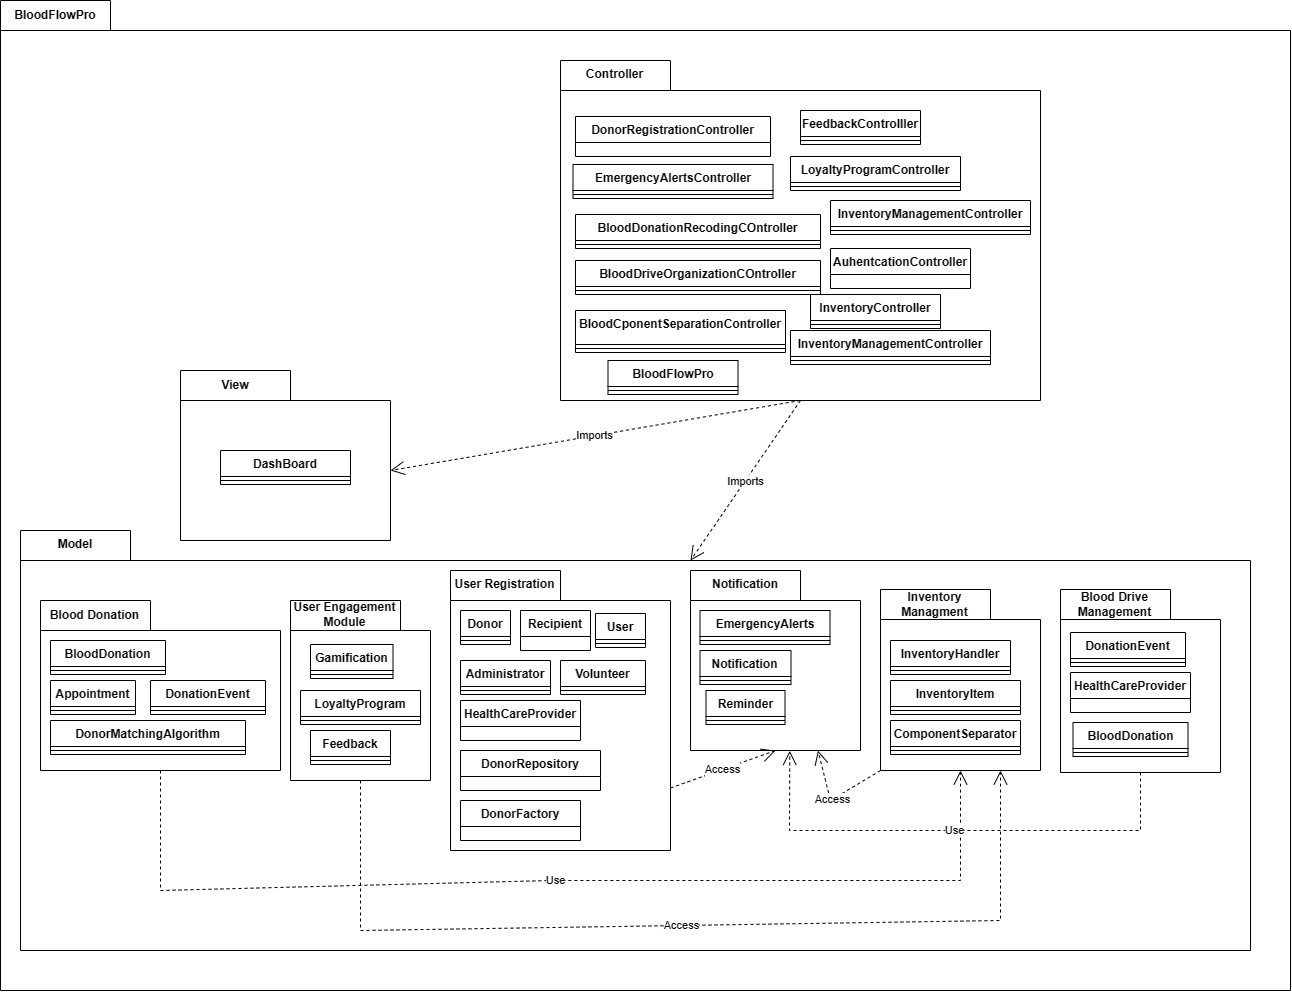 BloodFlowPro
Controller
DonorRegistrationController
FeedbackControlller
EmergencyAlertsController
LoyaltyProgramController
BloodDonationRecodingCOntroller
InventoryManagementController
BloodDriveOrganizationCOntroller
AuhentcationController
BloodCponentSeparationController
InventoryController
InventoryManagementController
BloodFlowPro
View
DashBoard
Imports
Imports
Model
Blood Donation
BloodDonation
Appointment
DonationEvent
DonorMatchingAlgorithm
User Engagement
Module
Gamification
LoyaltyProgram
Feedback
User Registration
Donor
Recipient
User
Administrator
Volunteer
HealthCareProvider
DonorRepository
DonorFactory
Notification
EmergencyAlerts
Notification
Reminder
Inventory
Managment
InventoryHandler
InventoryItem
ComponentSeparator
Blood Drive
Management
DonationEvent
HealthCareProvider
BloodDonation
Access
Access
Use
Use
Access